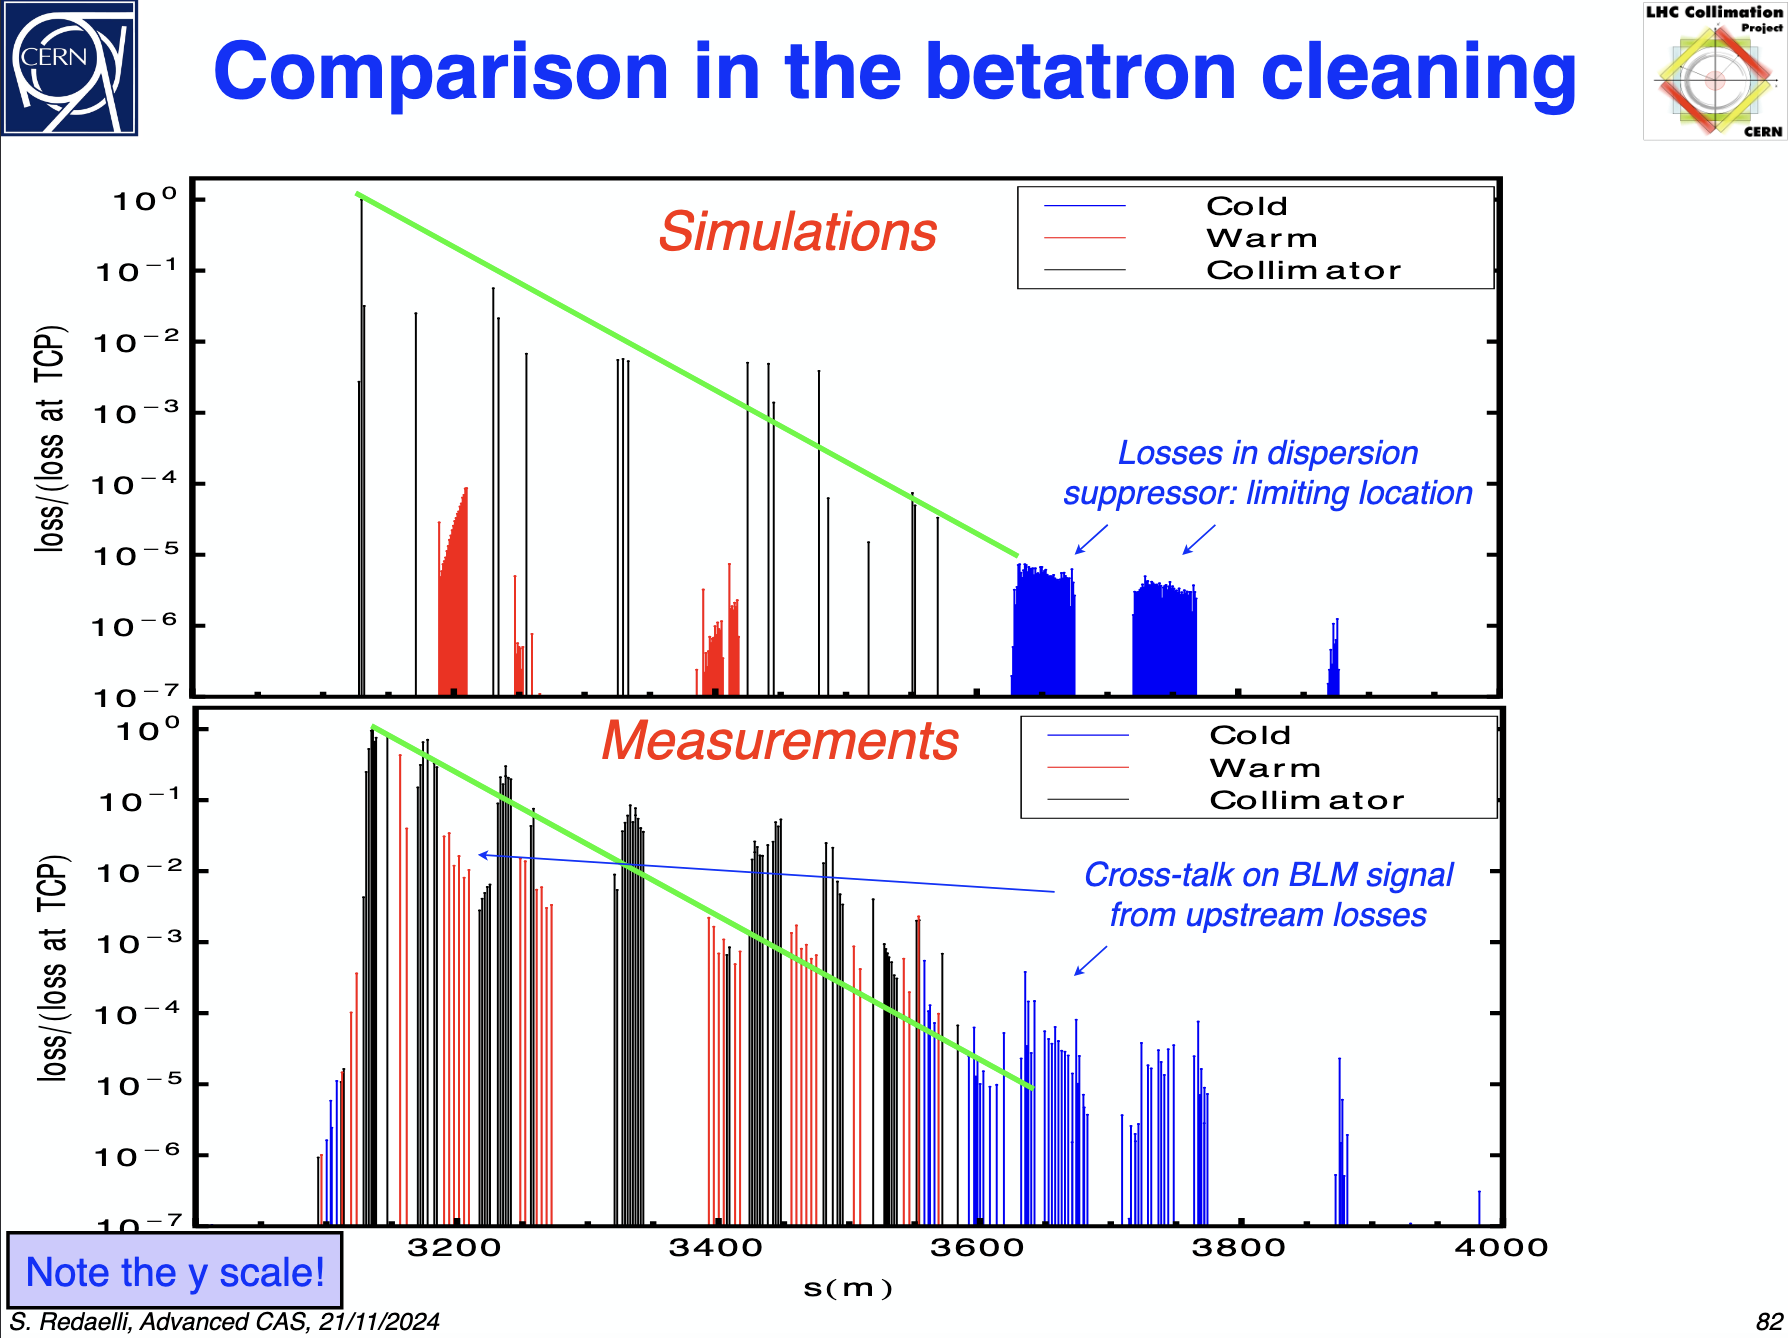 CERN
Comparison in the betatron cleaning
LHC Collimation
Project
CERN
Simulations
Cold
Warm
Collimator
10⁰
10⁻¹
10⁻²
10⁻³
10⁻⁴
10⁻⁵
10⁻⁶
10⁻⁷
loss/(loss at TCP)
Losses in dispersion
suppressor: limiting location
Measurements
Cold
Warm
Collimator
10⁰
10⁻¹
10⁻²
10⁻³
10⁻⁴
10⁻⁵
10⁻⁶
10⁻⁷
loss/(loss at TCP)
Cross-talk on BLM signal
from upstream losses
3200 3400 3600 3800 4000
s(m)
Note the y scale!
S. Redaelli, Advanced CAS, 21/11/2024
82